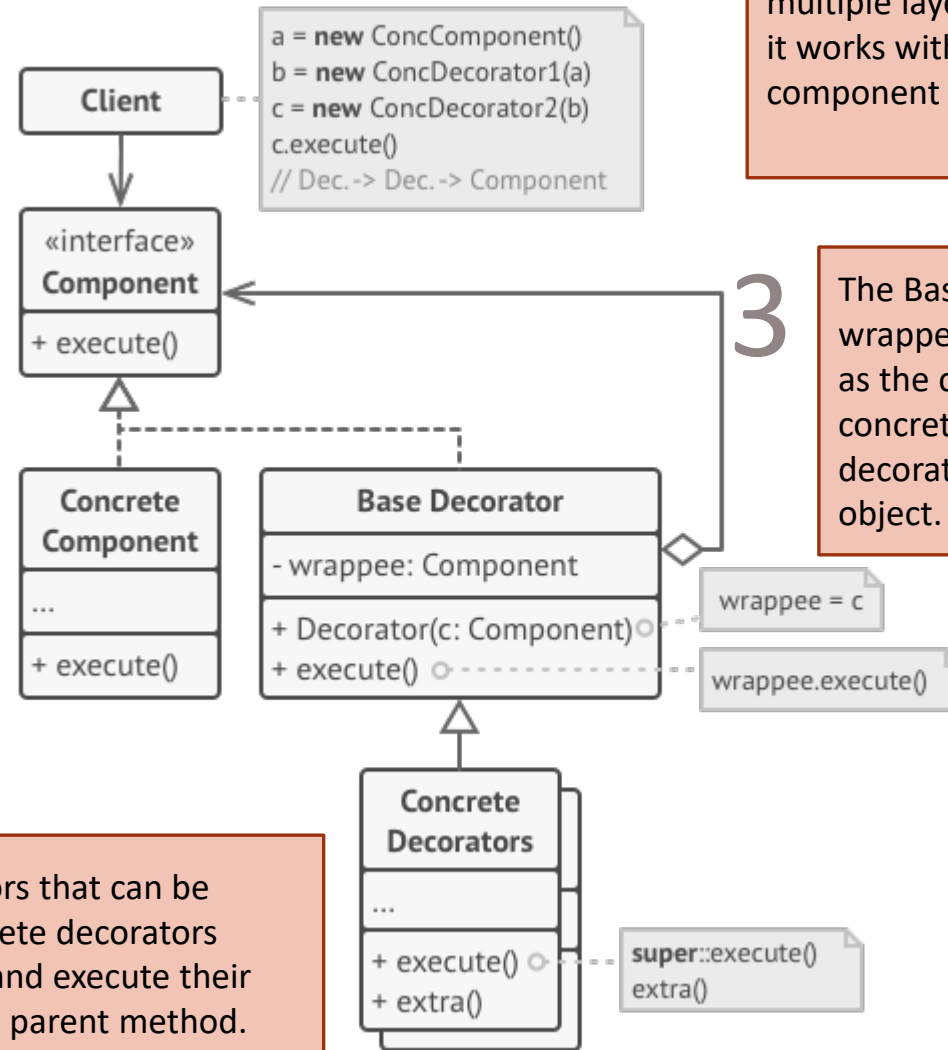 multiple laye
it works with
component
a = new ConcComponent()
b = new ConcDecorator1(a)
c = new ConcDecorator2(b)
c.execute()
// Dec. -> Dec. -> Component
Client
«interface»
Component
+ execute()
3
The Bas
wrappe
as the c
concret
decorat
object.
Concrete
Component
...
+ execute()
Base Decorator
- wrappee: Component
+ Decorator(c: Component)
+ execute()
wrappee = c
wrappee.execute()
Concrete
Decorators
...
+ execute()
+ extra()
super::execute()
extra()
ors that can be
ete decorators
and execute their
parent method.